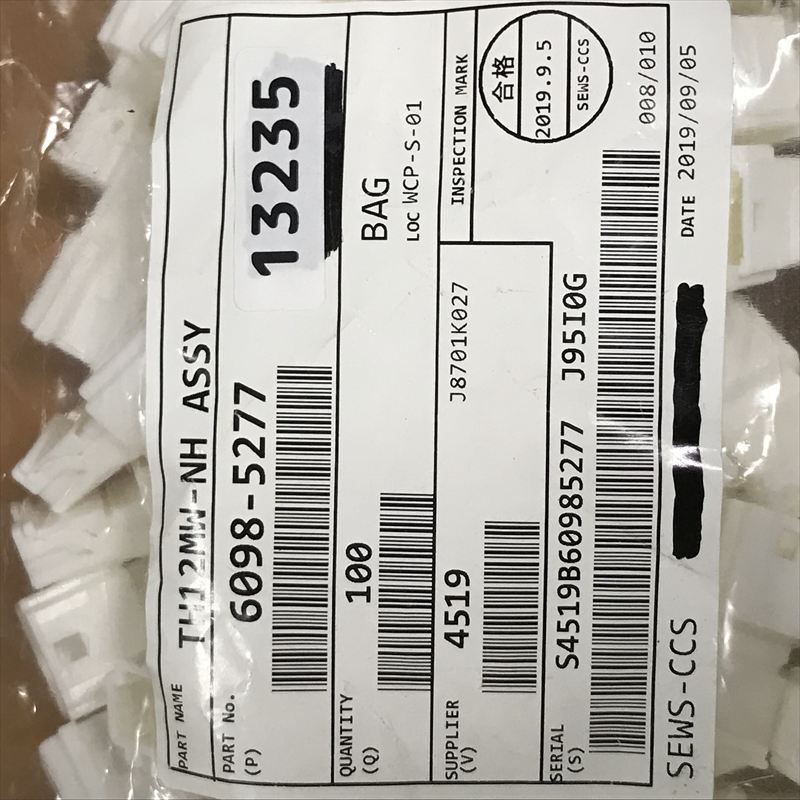 PART NAME TH12MW-NH ASSY
PART No.
(P)
6098-5277
13235
QUANTITY
(Q)
100
BAG
LOC WCP-S-01
SUPPLIER
(V)
4519
J8701K027
INSPECTION MARK
合格
2019.9.5
SEWS-CCS
SERIAL
(S)
S4519B60985277 J95I0G
008/010
SEWS-CCS
DATE 2019/09/05